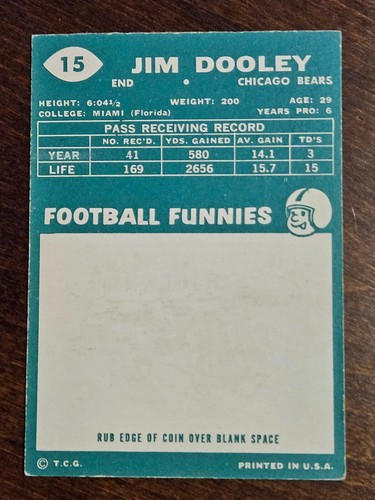 15 JIM DOOLEY
END • CHICAGO BEARS
HEIGHT: 6:04½ WEIGHT: 200 AGE: 29
COLLEGE: MIAMI (Florida) YEARS PRO: 6
PASS RECEIVING RECORD
NO. REC'D. YDS. GAINED AV. GAIN TD'S
YEAR 41 580 14.1 3
LIFE 169 2656 15.7 15
FOOTBALL FUNNIES
RUB EDGE OF COIN OVER BLANK SPACE
© T.C.G. PRINTED IN U.S.A.